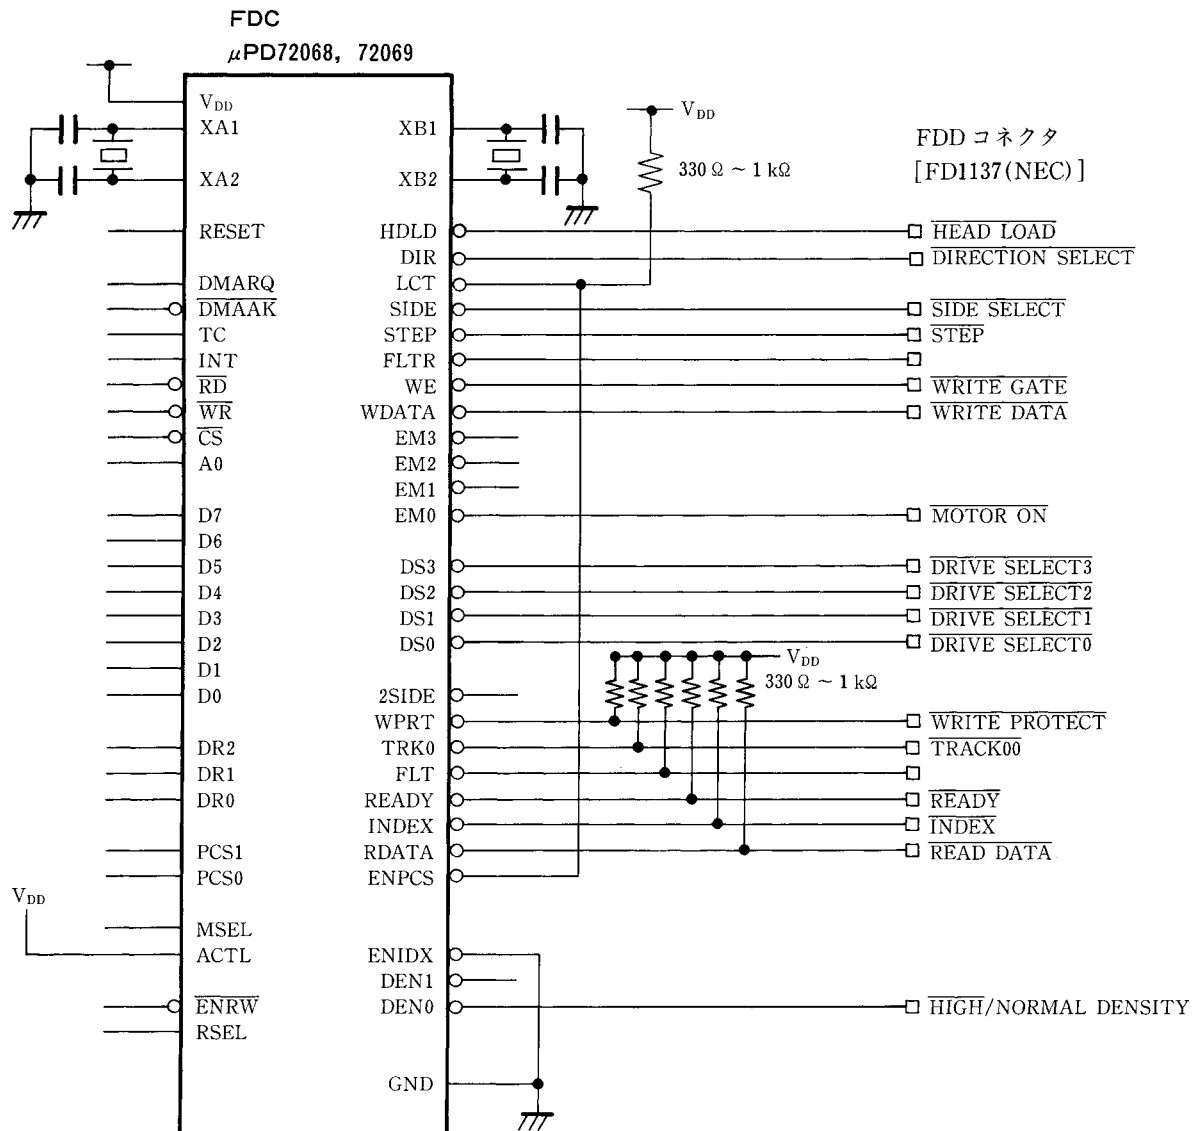 FDC
μPD72068, 72069
VDD
XA1
XA2
RESET
DMARQ
DMAAK
TC
INT
RD
WR
CS
A0
D7
D6
D5
D4
D3
D2
D1
D0
DR2
DR1
DR0
PCS1
PCS0
VDD
MSEL
ACTL
ENRW
RSEL
XB1
XB2
HDLD
DIR
LCT
SIDE
STEP
FLTR
WE
WDATA
EM3
EM2
EM1
EM0
DS3
DS2
DS1
DS0
2SIDE
WPRT
TRK0
FLT
READY
INDEX
RDATA
ENPCS
ENIDX
DEN1
DEN0
GND
VDD
330 Ω ~ 1 kΩ
VDD
330 Ω ~ 1 kΩ
FDD コネクタ
[FD1137(NEC)]
HEAD LOAD
DIRECTION SELECT
SIDE SELECT
STEP
WRITE GATE
WRITE DATA
MOTOR ON
DRIVE SELECT3
DRIVE SELECT2
DRIVE SELECT1
DRIVE SELECT0
WRITE PROTECT
TRACK00
READY
INDEX
READ DATA
HIGH/NORMAL DENSITY